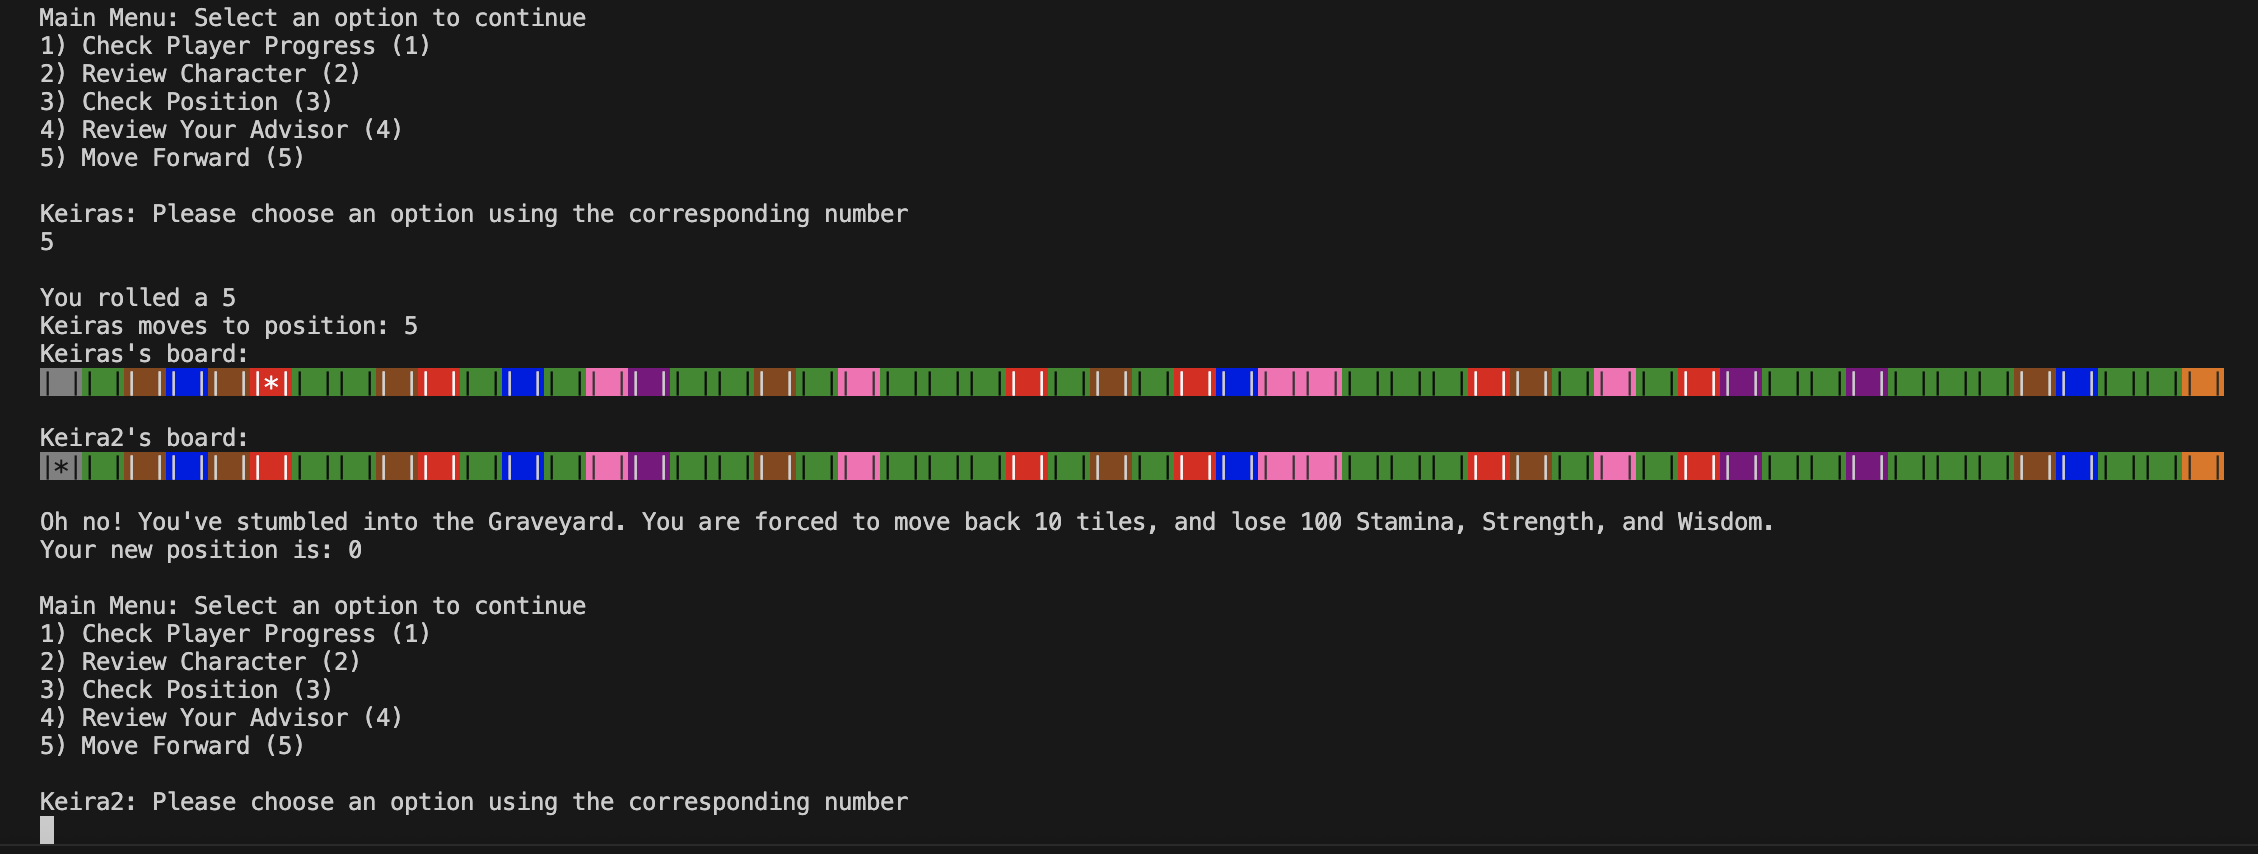 Main Menu: Select an option to continue
1) Check Player Progress (1)
2) Review Character (2)
3) Check Position (3)
4) Review Your Advisor (4)
5) Move Forward (5)
Keiras: Please choose an option using the corresponding number
5
You rolled a 5
Keiras moves to position: 5
Keiras's board:
| || || || || ||*|| || || || || || || || || || || || || || || || || || || || || || || || || || || || || || || || || || || || || || || || || || || || || || |
Keira2's board:
|*|| || || || || || || || || || || || || || || || || || || || || || || || || || || || || || || || || || || || || || || || || || || || || || || || || || || |
Oh no! You've stumbled into the Graveyard. You are forced to move back 10 tiles, and lose 100 Stamina, Strength, and Wisdom.
Your new position is: 0
Main Menu: Select an option to continue
1) Check Player Progress (1)
2) Review Character (2)
3) Check Position (3)
4) Review Your Advisor (4)
5) Move Forward (5)
Keira2: Please choose an option using the corresponding number